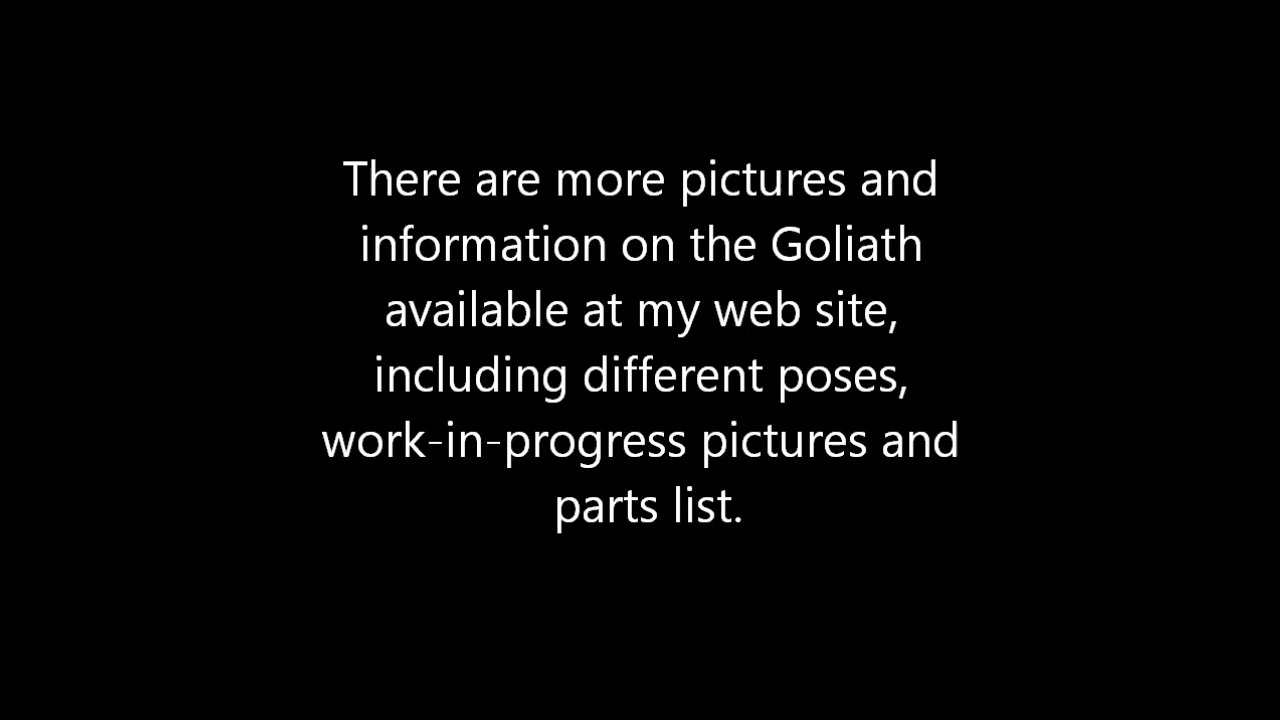 There are more pictures and
information on the Goliath
available at my web site,
including different poses,
work-in-progress pictures and
parts list.